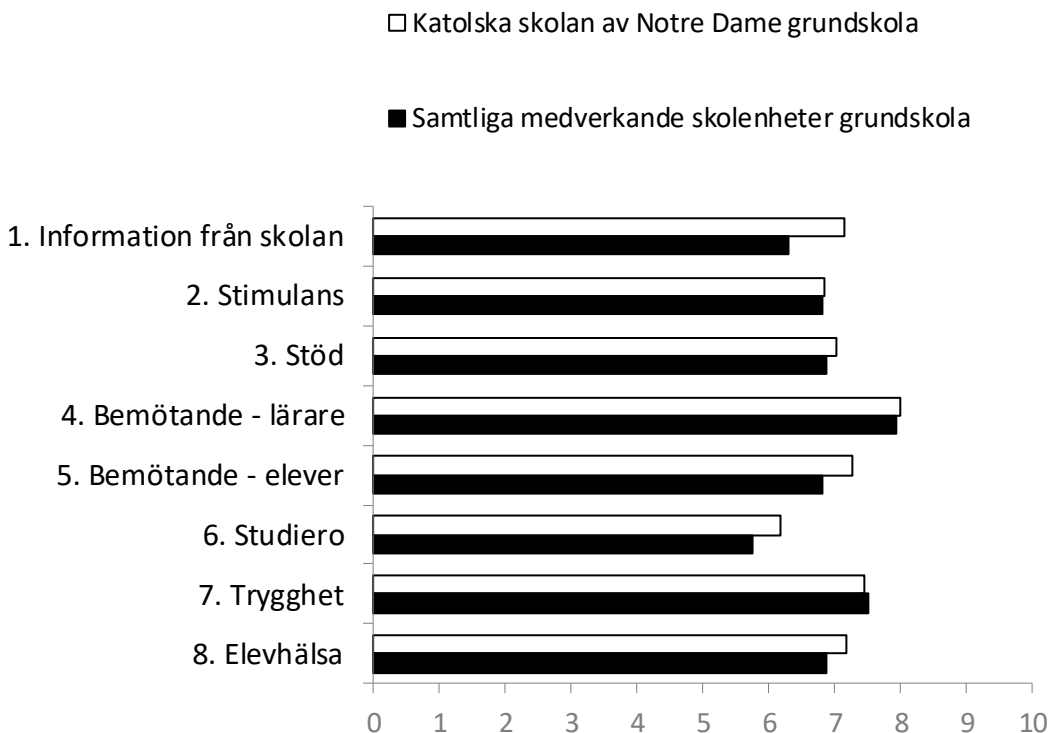 Katolska skolan av Notre Dame grundskola
Samtliga medverkande skolenheter grundskola
1. Information från skolan
2. Stimulans
3. Stöd
4. Bemötande - lärare
5. Bemötande - elever
6. Studiero
7. Trygghet
8. Elevhälsa
0 1 2 3 4 5 6 7 8 9 10